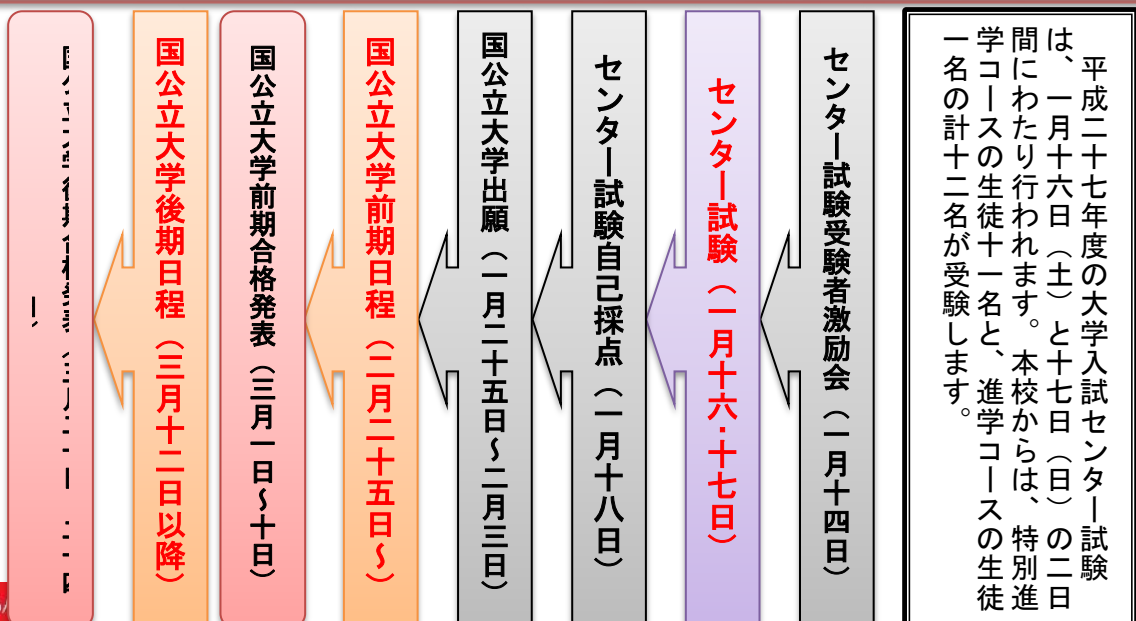 平成二十七年度の大学入試センター試験
は、一月十六日（土）と十七日（日）の二日
間にわたり行われます。本校からは、特別進
学コースの生徒十一名と、進学コースの生徒
一名の計十二名が受験します。
センター試験受験者激励会（一月十四日）
センター試験（一月十六・十七日）
センター試験自己採点（一月十八日）
国公立大学出願（一月二十五日～二月三日）
国公立大学前期日程（二月二十五日～）
国公立大学前期合格発表（三月一日～十日）
国公立大学後期日程（三月十二日以降）